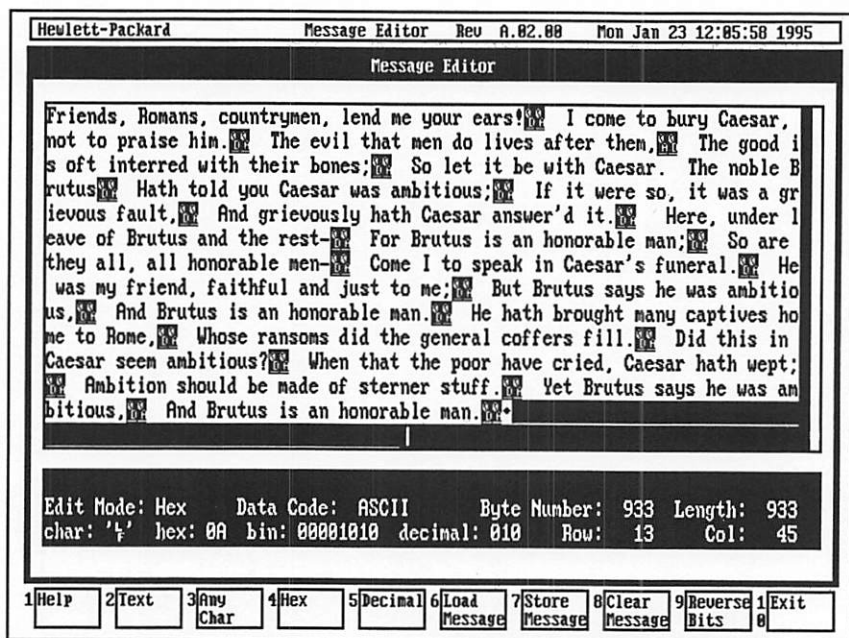 Hewlett-Packard Message Editor Rev A.02.00 Mon Jan 23 12:05:58 1995
Message Editor
Friends, Romans, countrymen, lend me your ears! I come to bury Caesar,
not to praise him. The evil that men do lives after them, The good i
s oft interred with their bones; So let it be with Caesar. The noble B
rutus Hath told you Caesar was ambitious; If it were so, it was a gr
ievous fault, And grievously hath Caesar answer'd it. Here, under l
eave of Brutus and the rest- For Brutus is an honorable man; So are
they all, all honorable men- Come I to speak in Caesar's funeral. He
was my friend, faithful and just to me; But Brutus says he was ambitio
us, And Brutus is an honorable man. He hath brought many captives ho
me to Rome, Whose ransoms did the general coffers fill. Did this in
Caesar seem ambitious? When that the poor have cried, Caesar hath wept;
Ambition should be made of sterner stuff. Yet Brutus says he was am
bitious, And Brutus is an honorable man.
Edit Mode: Hex Data Code: ASCII Byte Number: 933 Length: 933
char: 'LF' hex: 0A bin: 00001010 decimal: 010 Row: 13 Col: 45
1 Help 2 Text 3 Any Char 4 Hex 5 Decimal 6 Load Message 7 Store Message 8 Clear Message 9 Reverse Bits 10 Exit